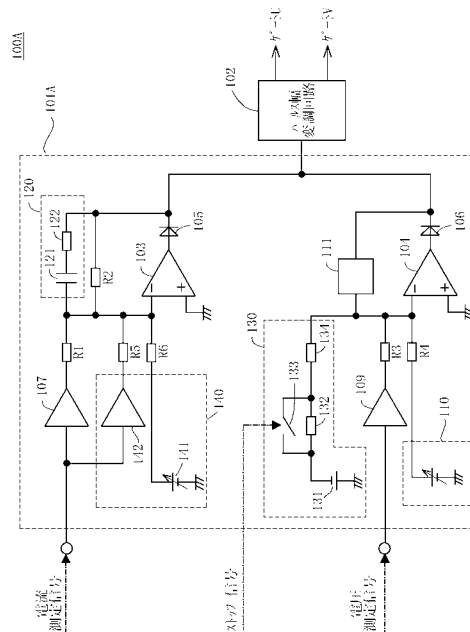 100A
101A
102
パルス幅
変調回路
ゲートSU
ゲートSV
120
121
122
R2
103
105
107
R1
R5
R6
142
140
141
111
104
106
130
134
133
132
131
109
R3
R4
110
電流
測定信号
ストップ信号
電圧
測定信号